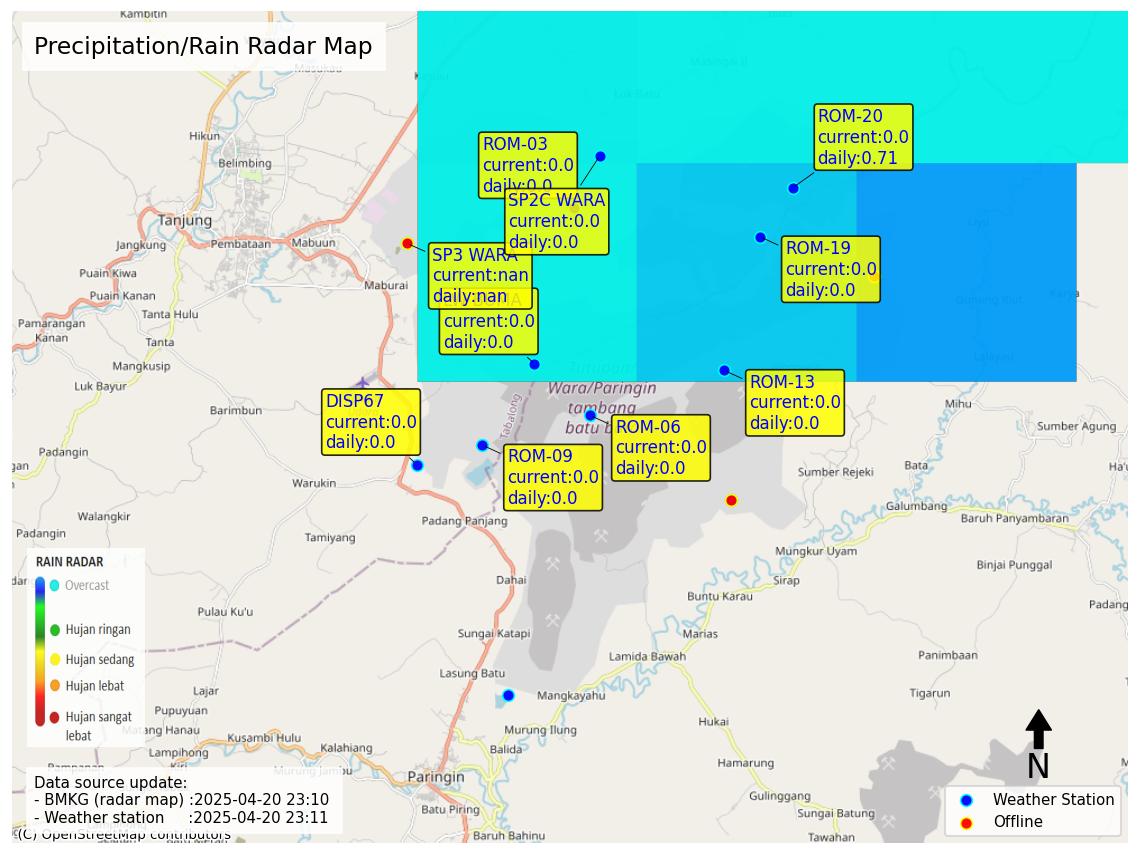 Precipitation/Rain Radar Map
Kambitin
Masukau
Hikun
Belimbing
Tanjung
Jangkung
Pembataan
Mabuun
Puain Kiwa
Maburai
Puain Kanan
Tanta Hulu
Pamarangan
Kanan
Tanta
Mangkusip
Luk Bayur
Barimbun
Padangin
Warukin
Walangkir
Padangin
Tamiyang
Padang Panjang
Luk Batu
ROM-03
current:0.0
daily:0.0
SP2C WARA
current:0.0
daily:0.0
SP3 WARA
current:nan
daily:nan
current:0.0
daily:0.0
ROM-20
current:0.0
daily:0.71
ROM-19
current:0.0
daily:0.0
ROM-13
current:0.0
daily:0.0
Tutupan
Wara/Paringin
tambang
ROM-06
current:0.0
daily:0.0
DISP67
current:0.0
daily:0.0
ROM-09
current:0.0
daily:0.0
Tabalong
Karya
Mihu
Sumber Agung
Sumber Rejeki
Bata
Galumbang
Baruh Panyambaran
Mungkur Uyam
Binjai Punggal
Sirap
Buntu Karau
Padang
Marias
Panimbaan
Lamida Bawah
Tigarun
Dahai
Sungai Katapi
Lasung Batu
Mangkayahu
Murung Ilung
Hukai
Balida
Hamarung
Paringin
Gulinggang
Batu Piring
Sungai Batung
Baruh Bahinu
Tawahan
Pulau Ku'u
Lajar
Pupuyuan
Matang Hanau
Kusambi Hulu
Lampihong
Kalahiang
Murung Jambu
RAIN RADAR
Overcast
Hujan ringan
Hujan sedang
Hujan lebat
Hujan sangat
lebat
Data source update:
- BMKG (radar map) :2025-04-20 23:10
- Weather station :2025-04-20 23:11
(C) OpenStreetMap contributors
N
Weather Station
Offline